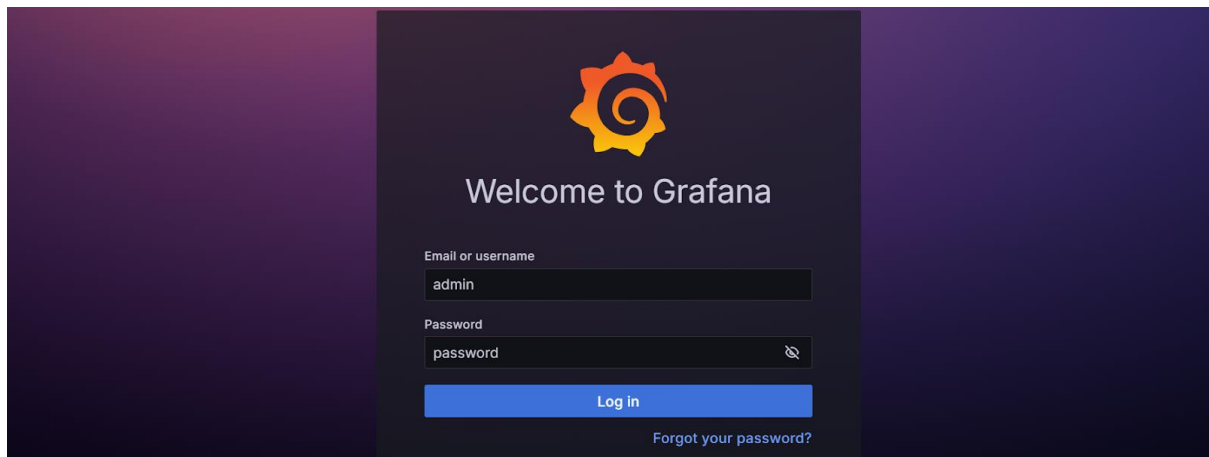 Welcome to Grafana
Email or username
admin
Password
password
Log in
Forgot your password?